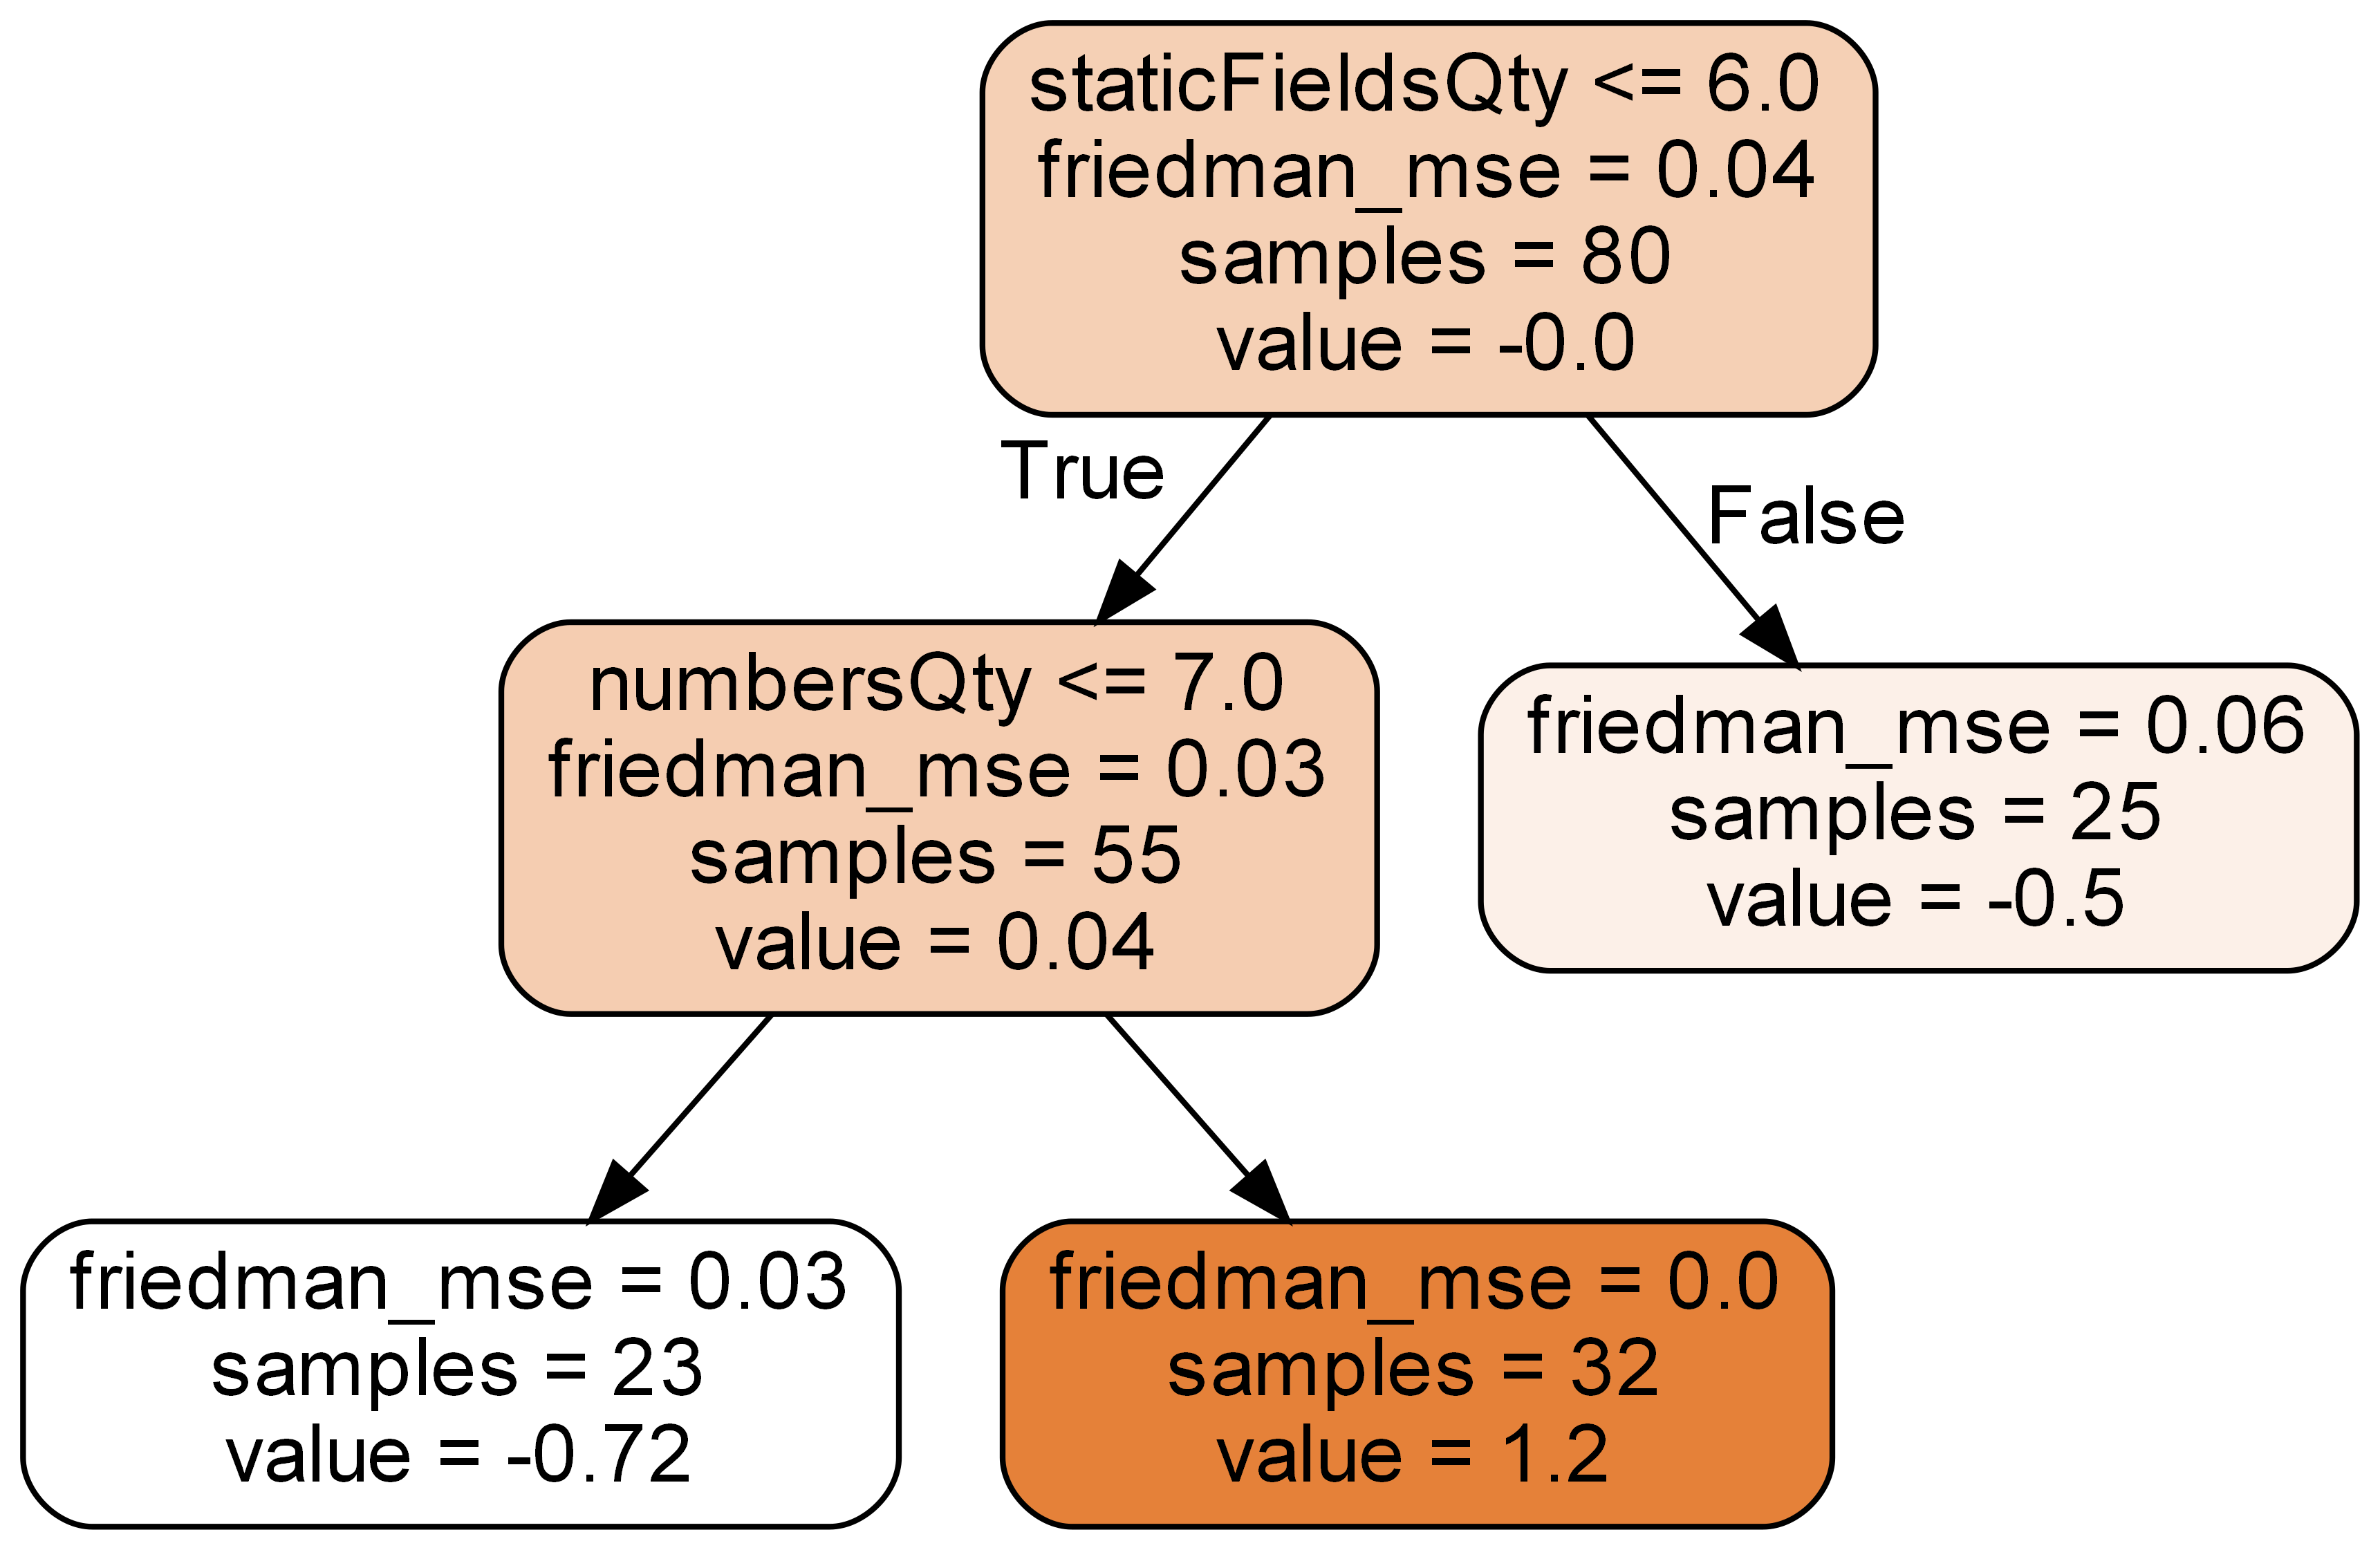 staticFieldsQty <= 6.0
friedman_mse = 0.04
samples = 80
value = -0.0
True
False
numbersQty <= 7.0
friedman_mse = 0.03
samples = 55
value = 0.04
friedman_mse = 0.06
samples = 25
value = -0.5
friedman_mse = 0.03
samples = 23
value = -0.72
friedman_mse = 0.0
samples = 32
value = 1.2